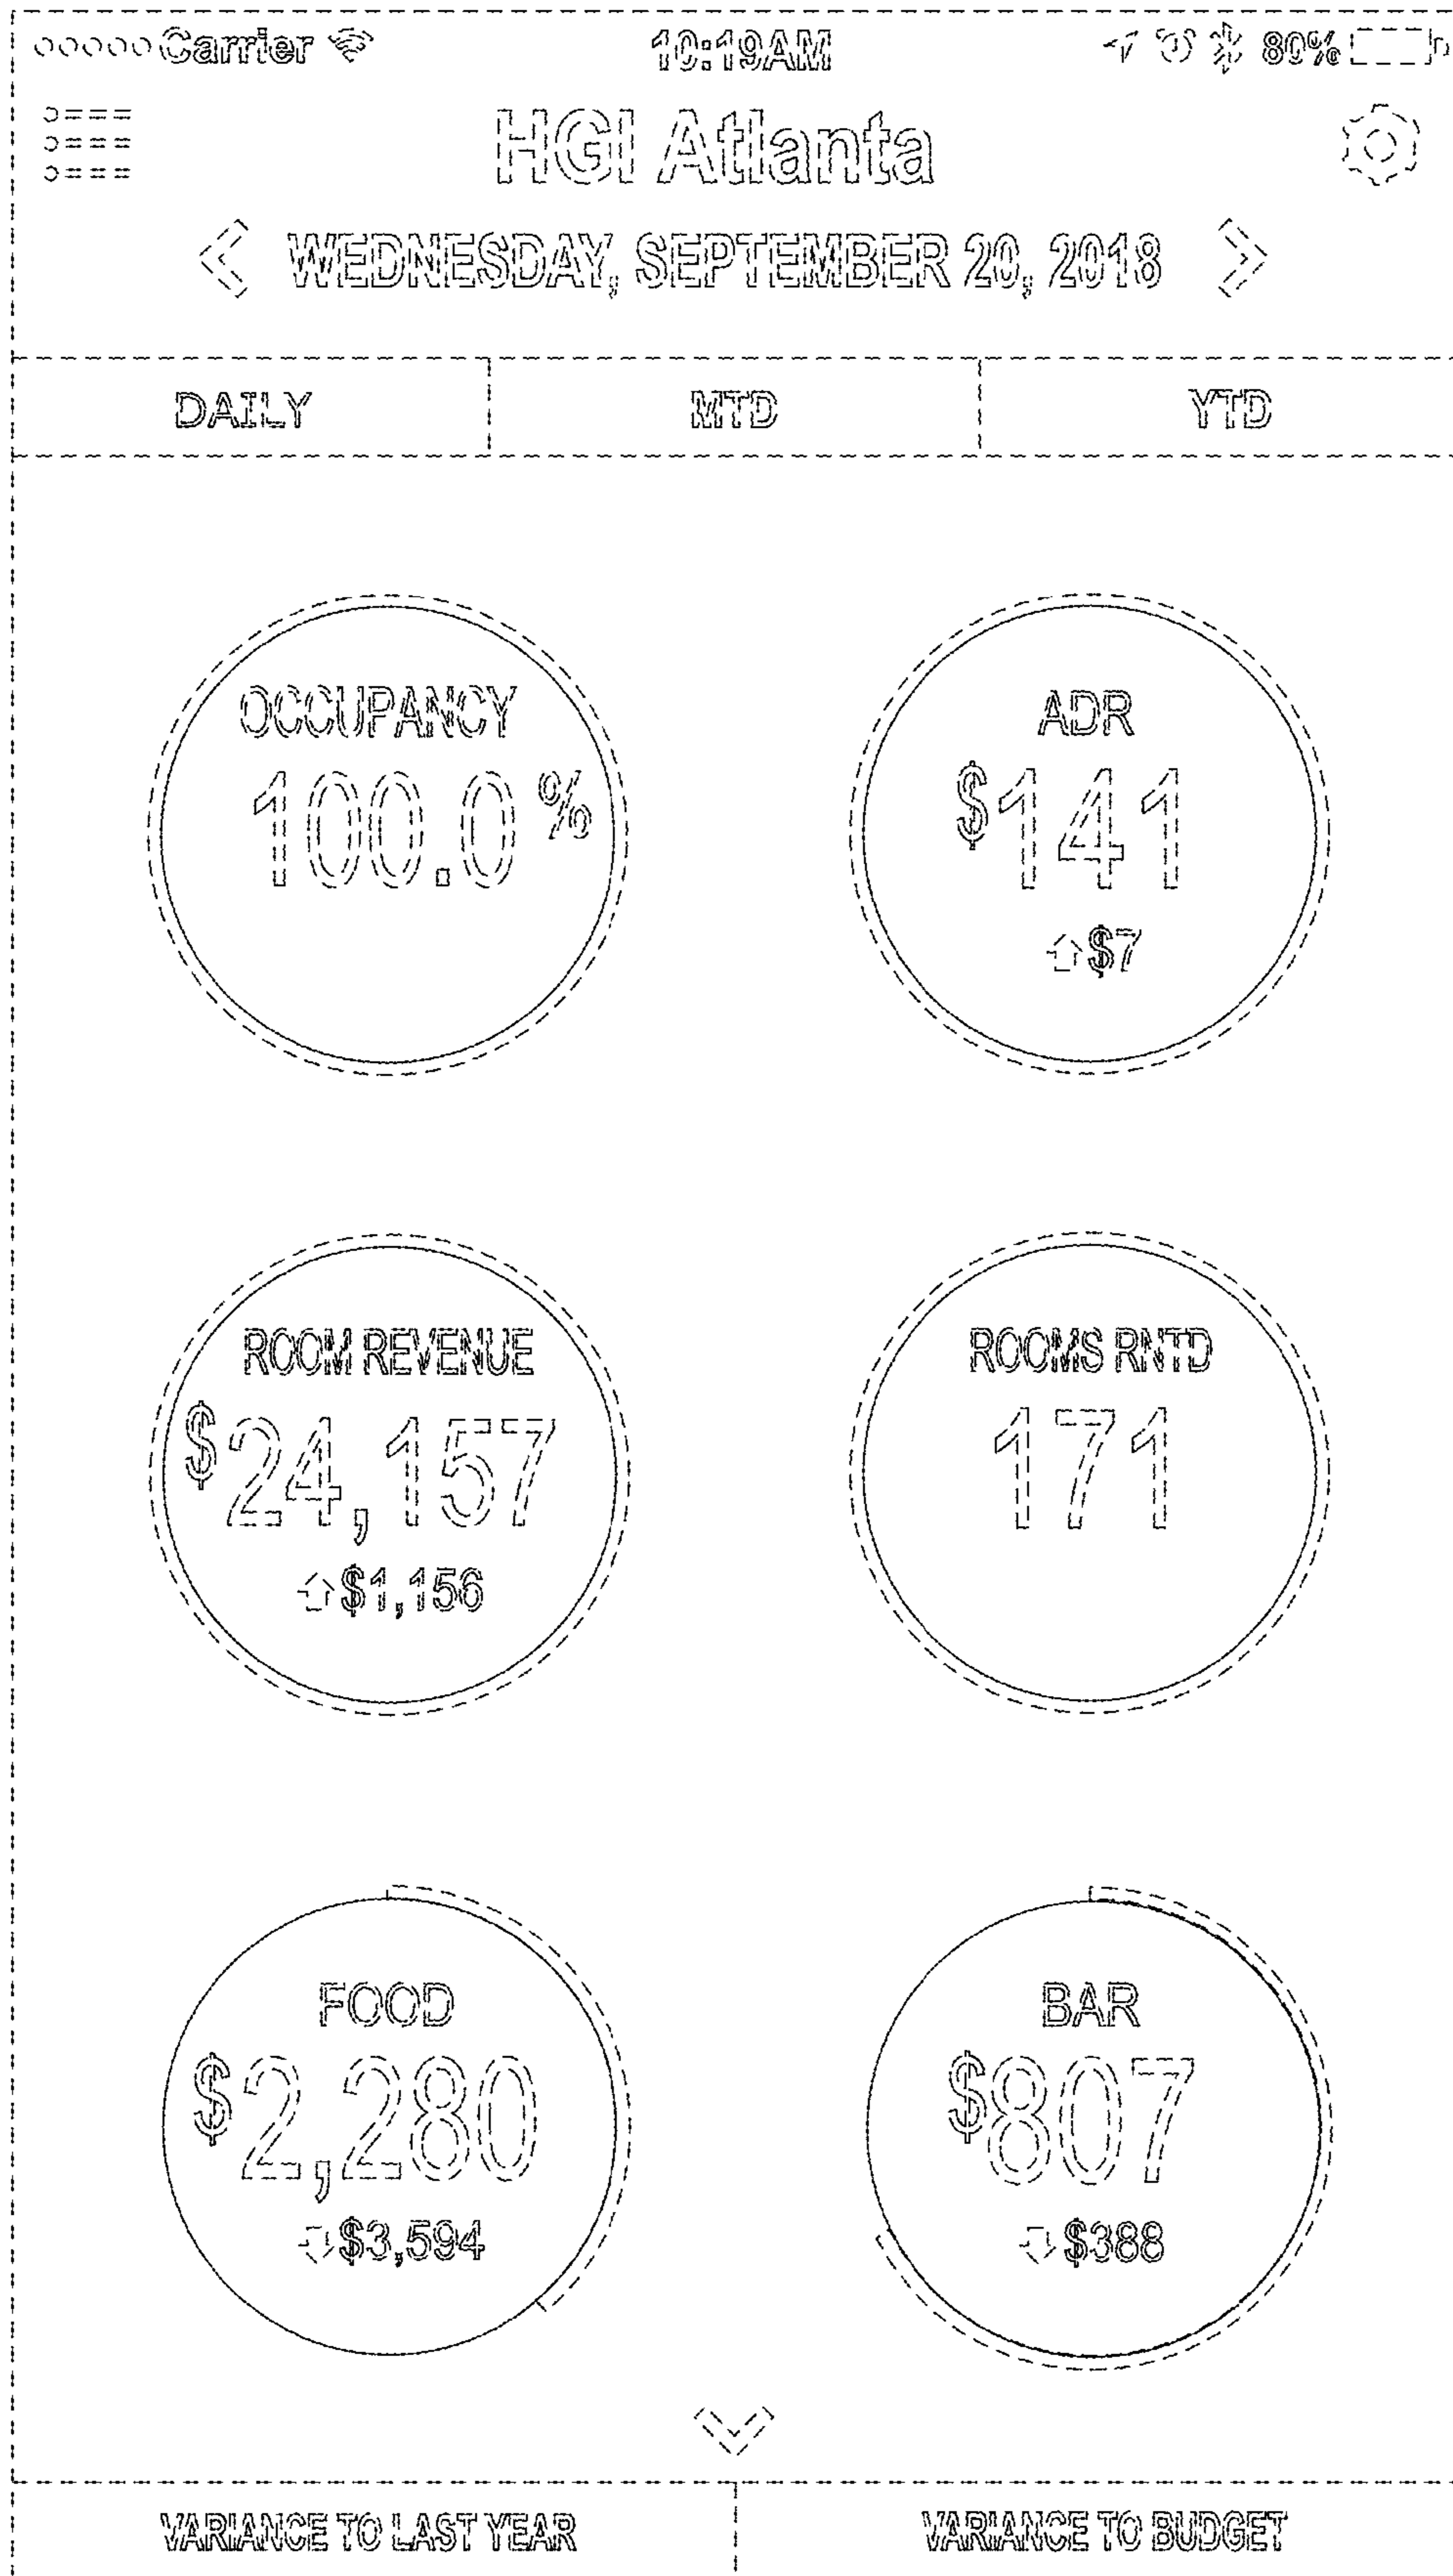 Carrier 10:19AM 80%
HGI Atlanta
WEDNESDAY, SEPTEMBER 20, 2018
DAILY MTD YTD
OCCUPANCY
100.0%
ADR
$141
$7
ROOM REVENUE
$24,157
$1,156
ROOMS RNTD
171
FOOD
$2,280
$3,594
BAR
$807
$388
VARIANCE TO LAST YEAR VARIANCE TO BUDGET